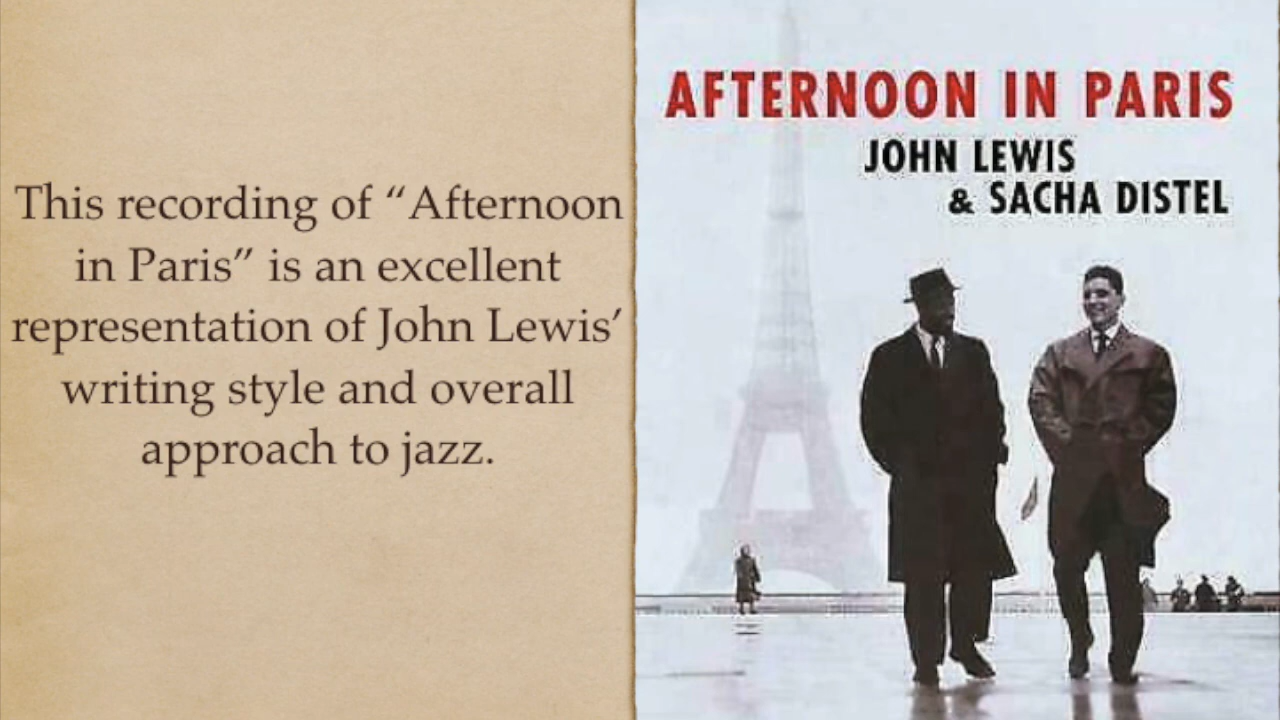 This recording of “Afternoon
in Paris” is an excellent
representation of John Lewis’
writing style and overall
approach to jazz.
AFTERNOON IN PARIS
JOHN LEWIS
& SACHA DISTEL